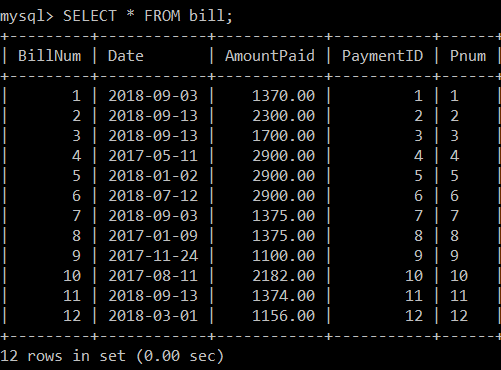 mysql> SELECT * FROM bill;
+---------+------------+------------+-----------+------+
| BillNum | Date       | AmountPaid | PaymentID | Pnum |
+---------+------------+------------+-----------+------+
|       1 | 2018-09-03 |    1370.00 |         1 | 1    |
|       2 | 2018-09-13 |    2300.00 |         2 | 2    |
|       3 | 2018-09-13 |    1700.00 |         3 | 3    |
|       4 | 2017-05-11 |    2900.00 |         4 | 4    |
|       5 | 2018-01-02 |    2900.00 |         5 | 5    |
|       6 | 2018-07-12 |    2900.00 |         6 | 6    |
|       7 | 2018-09-03 |    1375.00 |         7 | 7    |
|       8 | 2017-01-09 |    1375.00 |         8 | 8    |
|       9 | 2017-11-24 |    1100.00 |         9 | 9    |
|      10 | 2017-08-11 |    2182.00 |        10 | 10   |
|      11 | 2018-09-13 |    1374.00 |        11 | 11   |
|      12 | 2018-03-01 |    1156.00 |        12 | 12   |
+---------+------------+------------+-----------+------+
12 rows in set (0.00 sec)